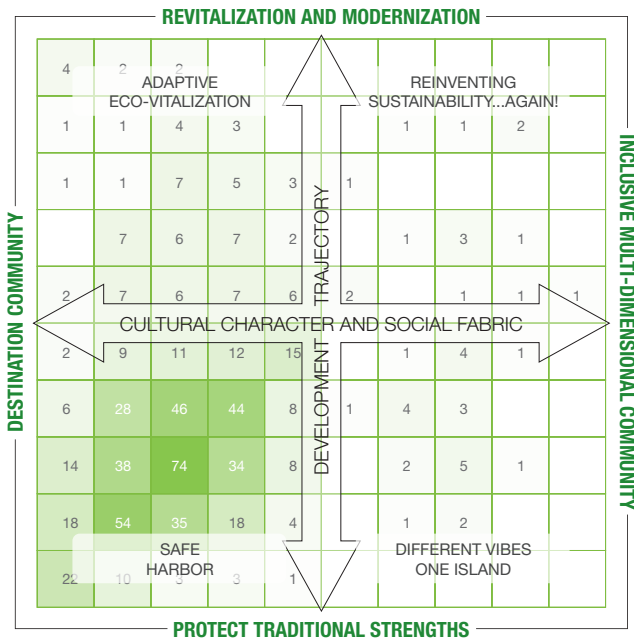 REVITALIZATION AND MODERNIZATION
4 2 2
ADAPTIVE
ECO-VITALIZATION
REINVENTING
SUSTAINABILITY...AGAIN!
1 1 4 3 1 1 2
1 1 7 5 3 1
7 6 7 2 1 3 1
2 7 6 7 6 2 1 1 1
CULTURAL CHARACTER AND SOCIAL FABRIC
DEVELOPMENT TRAJECTORY
DESTINATION COMMUNITY
INCLUSIVE MULTI-DIMENSIONAL COMMUNITY
2 9 11 12 15 1 4 1
6 28 46 44 8 1 4 3
14 38 74 34 8 2 5 1
18 54 35 18 4 1 2
SAFE
HARBOR
DIFFERENT VIBES
ONE ISLAND
22 10 3 3 1
PROTECT TRADITIONAL STRENGTHS